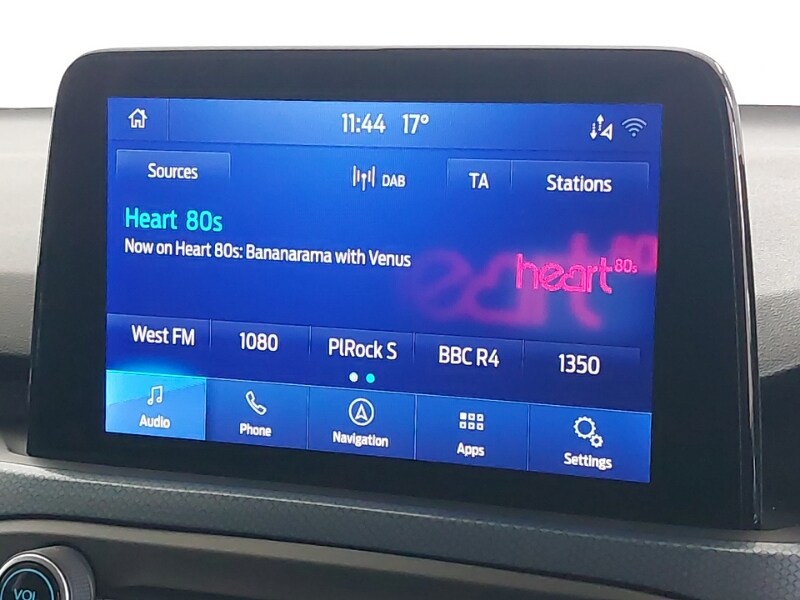 11:44 17°
Sources DAB TA Stations
Heart 80s
Now on Heart 80s: Bananarama with Venus
heart 80s
West FM 1080 PlRock S BBC R4 1350
Audio Phone Navigation Apps Settings
VOL